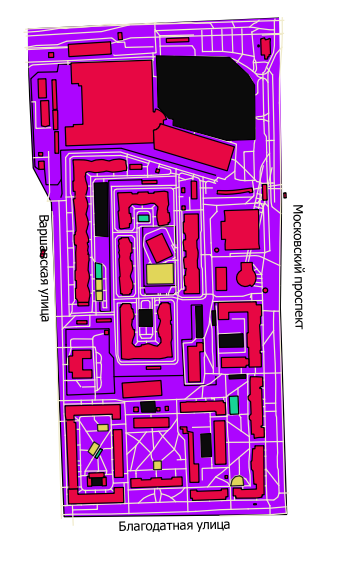 Московский проспект
Варшавская улица
Благодатная улица